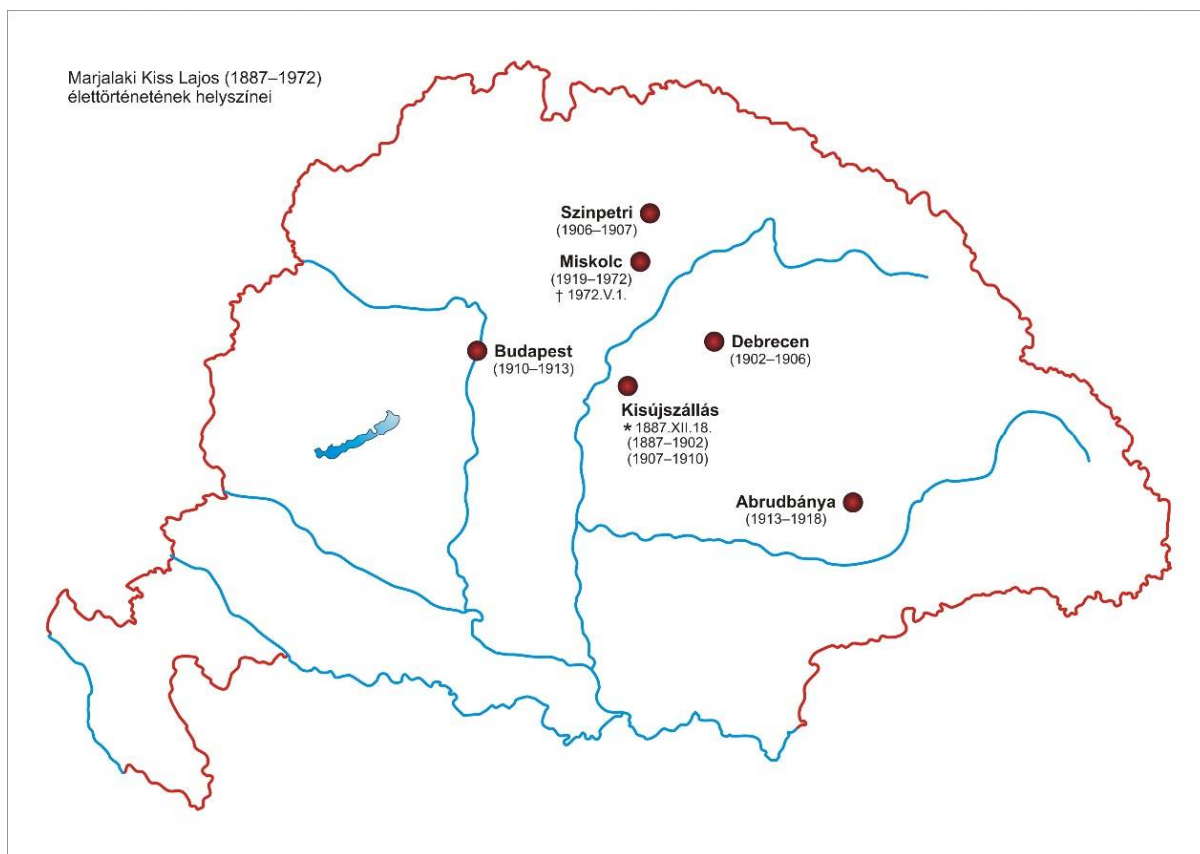 Marjalaki Kiss Lajos (1887–1972)
élettörténetének helyszínei
Szinpetri
(1906–1907)
Miskolc
(1919–1972)
† 1972.V.1.
Budapest
(1910–1913)
Debrecen
(1902–1906)
Kisújszállás
* 1887.XII.18.
(1887–1902)
(1907–1910)
Abrudbánya
(1913–1918)